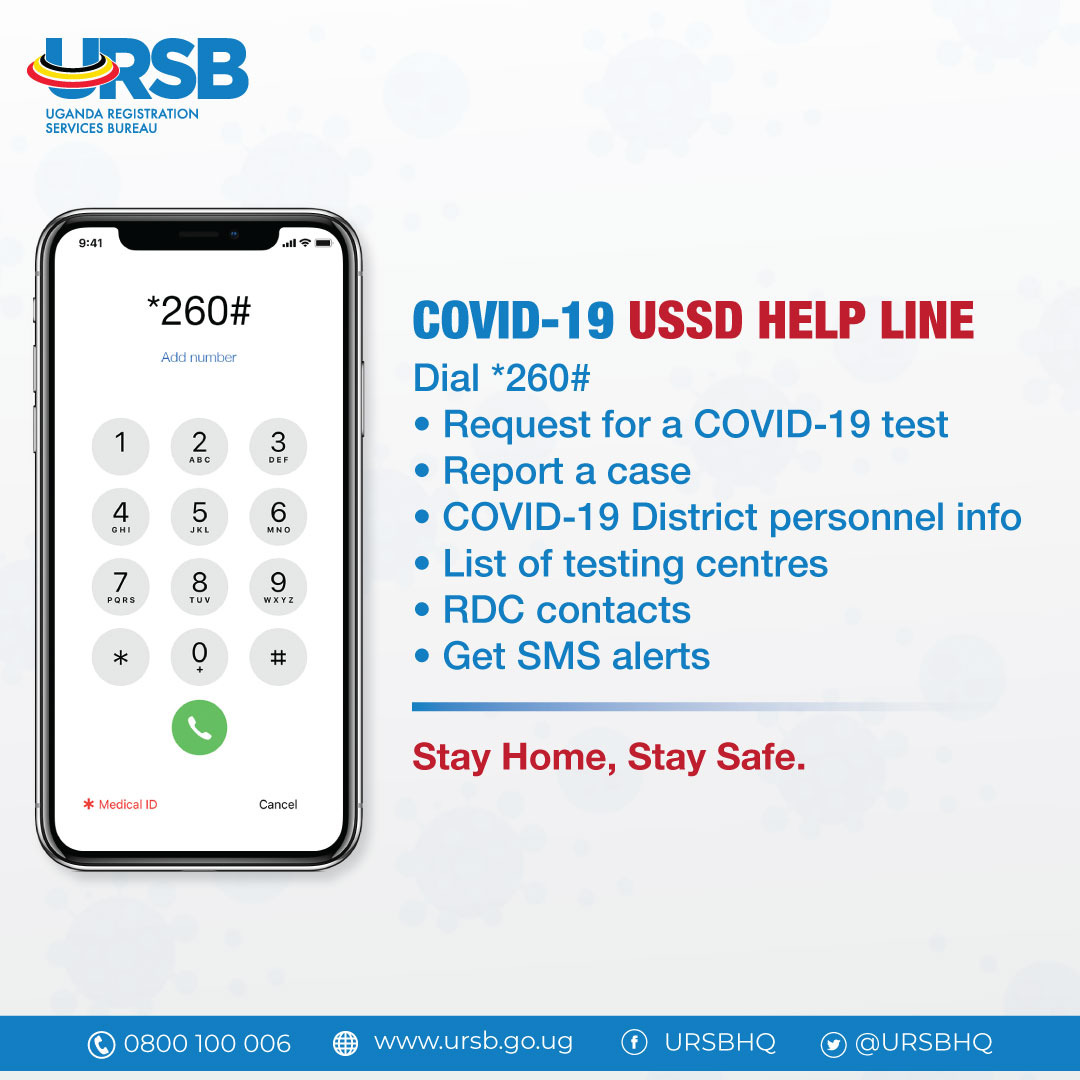 URSB
UGANDA REGISTRATION
SERVICES BUREAU
9:41
*260#
Add number
1
2
ABC
3
DEF
4
GHI
5
JKL
6
MNO
7
PQRS
8
TUV
9
WXYZ
*
0
+
#
* Medical ID
Cancel
COVID-19 USSD HELP LINE
Dial *260#
• Request for a COVID-19 test
• Report a case
• COVID-19 District personnel info
• List of testing centres
• RDC contacts
• Get SMS alerts
Stay Home, Stay Safe.
0800 100 006 www.ursb.go.ug URSBHQ @URSBHQ